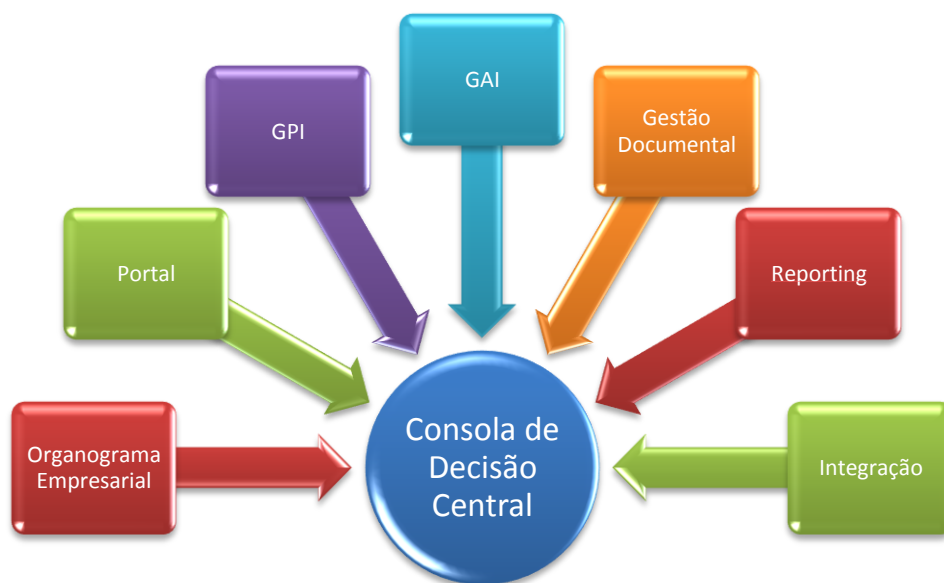 GAI
GPI
Gestão
Documental
Portal
Reporting
Organograma
Empresarial
Consola de
Decisão
Central
Integração